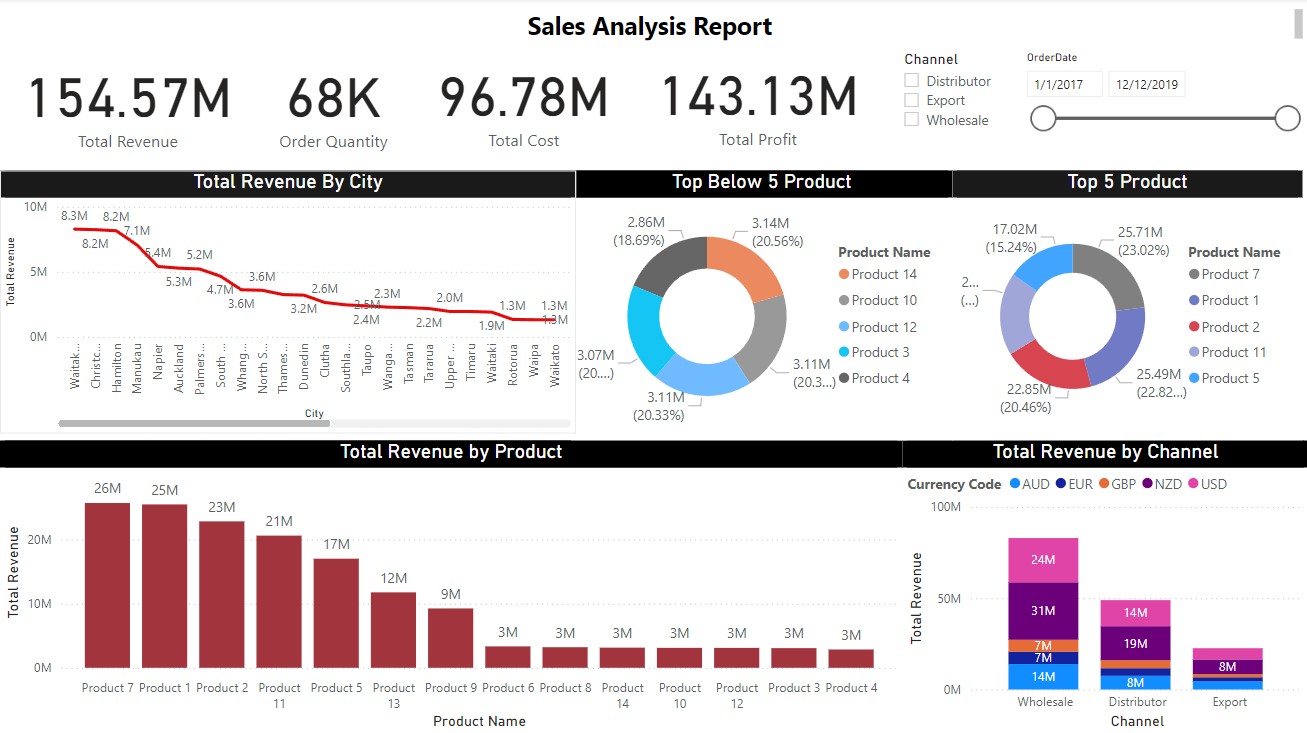 Sales Analysis Report
154.57M
Total Revenue
68K
Order Quantity
96.78M
Total Cost
143.13M
Total Profit
Channel
Distributor
Export
Wholesale
OrderDate
1/1/2017
12/12/2019
Total Revenue By City
10M
5M
0M
Total Revenue
8.3M
8.2M
8.2M
7.1M
5.4M
5.3M
5.2M
4.7M
3.6M
3.6M
3.2M
2.6M
2.5M
2.4M
2.3M
2.2M
2.0M
1.9M
1.3M
1.3M
1.3M
Waitak...
Christc...
Hamilton
Manukau
Napier
Auckland
Palmers...
South ...
Whang...
North S...
Thames...
Dunedin
Clutha
Southla...
Taupo
Wanga...
Tasman
Tararua
Upper ...
Timaru
Waitaki
Rotorua
Waipa
Waikato
City
Top Below 5 Product
2.86M
(18.69%)
3.14M
(20.56%)
3.07M
(20....)
3.11M
(20.3...)
3.11M
(20.33%)
Product Name
Product 14
Product 10
Product 12
Product 3
Product 4
Top 5 Product
17.02M
(15.24%)
25.71M
(23.02%)
2...
(...)
22.85M
(20.46%)
25.49M
(22.82...)
Product Name
Product 7
Product 1
Product 2
Product 11
Product 5
Total Revenue by Product
Total Revenue
20M
10M
0M
26M
25M
23M
21M
17M
12M
9M
3M
3M
3M
3M
3M
3M
3M
Product 7
Product 1
Product 2
Product
11
Product 5
Product
13
Product 9
Product 6
Product 8
Product
14
Product
10
Product
12
Product 3
Product 4
Product Name
Total Revenue by Channel
Currency Code AUD EUR GBP NZD USD
Total Revenue
100M
50M
0M
24M
31M
7M
7M
14M
14M
19M
8M
8M
Wholesale
Distributor
Export
Channel